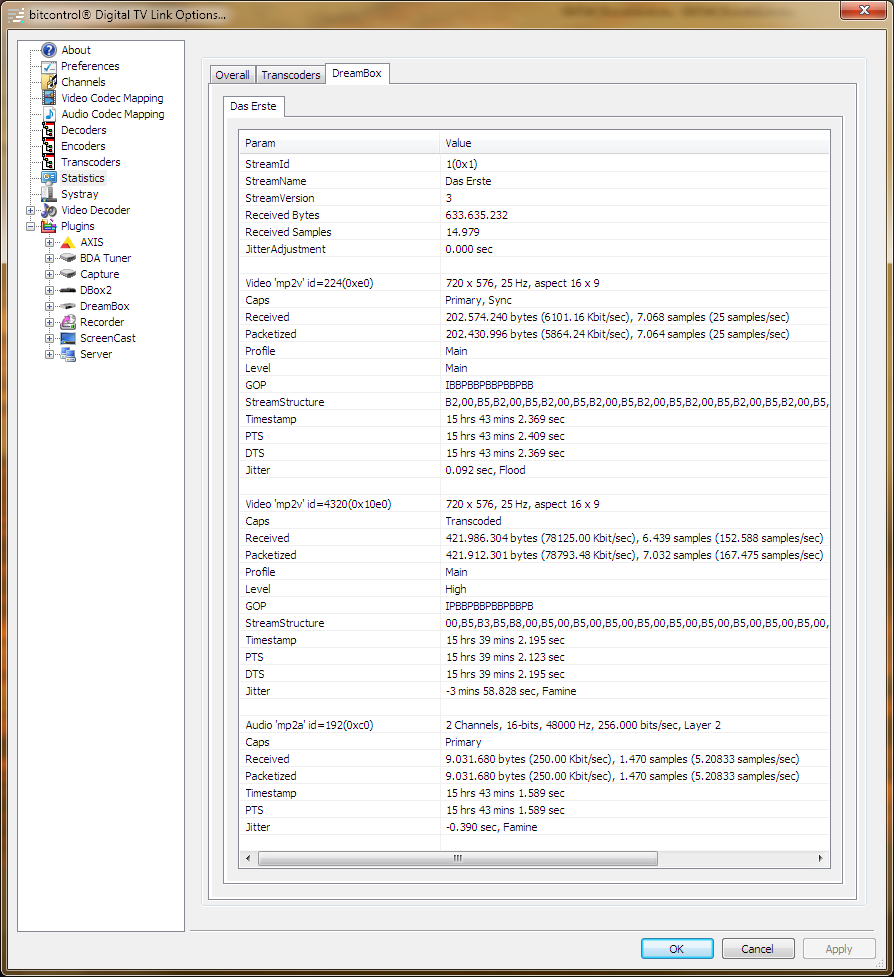 bitcontrol® Digital TV Link Options...
About
Preferences
Channels
Video Codec Mapping
Audio Codec Mapping
Decoders
Encoders
Transcoders
Statistics
Systray
Video Decoder
Plugins
AXIS
BDA Tuner
Capture
DBox2
DreamBox
Recorder
ScreenCast
Server
Overall Transcoders DreamBox
Das Erste
Param Value
StreamId 1(0x1)
StreamName Das Erste
StreamVersion 3
Received Bytes 633.635.232
Received Samples 14.979
JitterAdjustment 0.000 sec
Video 'mp2v' id=224(0xe0) 720 x 576, 25 Hz, aspect 16 x 9
Caps Primary, Sync
Received 202.574.240 bytes (6101.16 Kbit/sec), 7.068 samples (25 samples/sec)
Packetized 202.430.996 bytes (5864.24 Kbit/sec), 7.064 samples (25 samples/sec)
Profile Main
Level Main
GOP IBBPBBPBBPBBPBB
StreamStructure B2,00,B5,B2,00,B5,B2,00,B5,B2,00,B5,B2,00,B5,B2,00,B5,B2,00,B5,B2,00,B5,
Timestamp 15 hrs 43 mins 2.369 sec
PTS 15 hrs 43 mins 2.409 sec
DTS 15 hrs 43 mins 2.369 sec
Jitter 0.092 sec, Flood
Video 'mp2v' id=4320(0x10e0) 720 x 576, 25 Hz, aspect 16 x 9
Caps Transcoded
Received 421.986.304 bytes (78125.00 Kbit/sec), 6.439 samples (152.588 samples/sec)
Packetized 421.912.301 bytes (78793.48 Kbit/sec), 7.032 samples (167.475 samples/sec)
Profile Main
Level High
GOP IPBBPBBPBBPBBPB
StreamStructure 00,B5,B3,B5,B8,00,B5,00,B5,00,B5,00,B5,00,B5,00,B5,00,B5,00,B5,00,B5,00,
Timestamp 15 hrs 39 mins 2.195 sec
PTS 15 hrs 39 mins 2.123 sec
DTS 15 hrs 39 mins 2.195 sec
Jitter -3 mins 58.828 sec, Famine
Audio 'mp2a' id=192(0xc0) 2 Channels, 16-bits, 48000 Hz, 256.000 bits/sec, Layer 2
Caps Primary
Received 9.031.680 bytes (250.00 Kbit/sec), 1.470 samples (5.20833 samples/sec)
Packetized 9.031.680 bytes (250.00 Kbit/sec), 1.470 samples (5.20833 samples/sec)
Timestamp 15 hrs 43 mins 1.589 sec
PTS 15 hrs 43 mins 1.589 sec
Jitter -0.390 sec, Famine
OK Cancel Apply